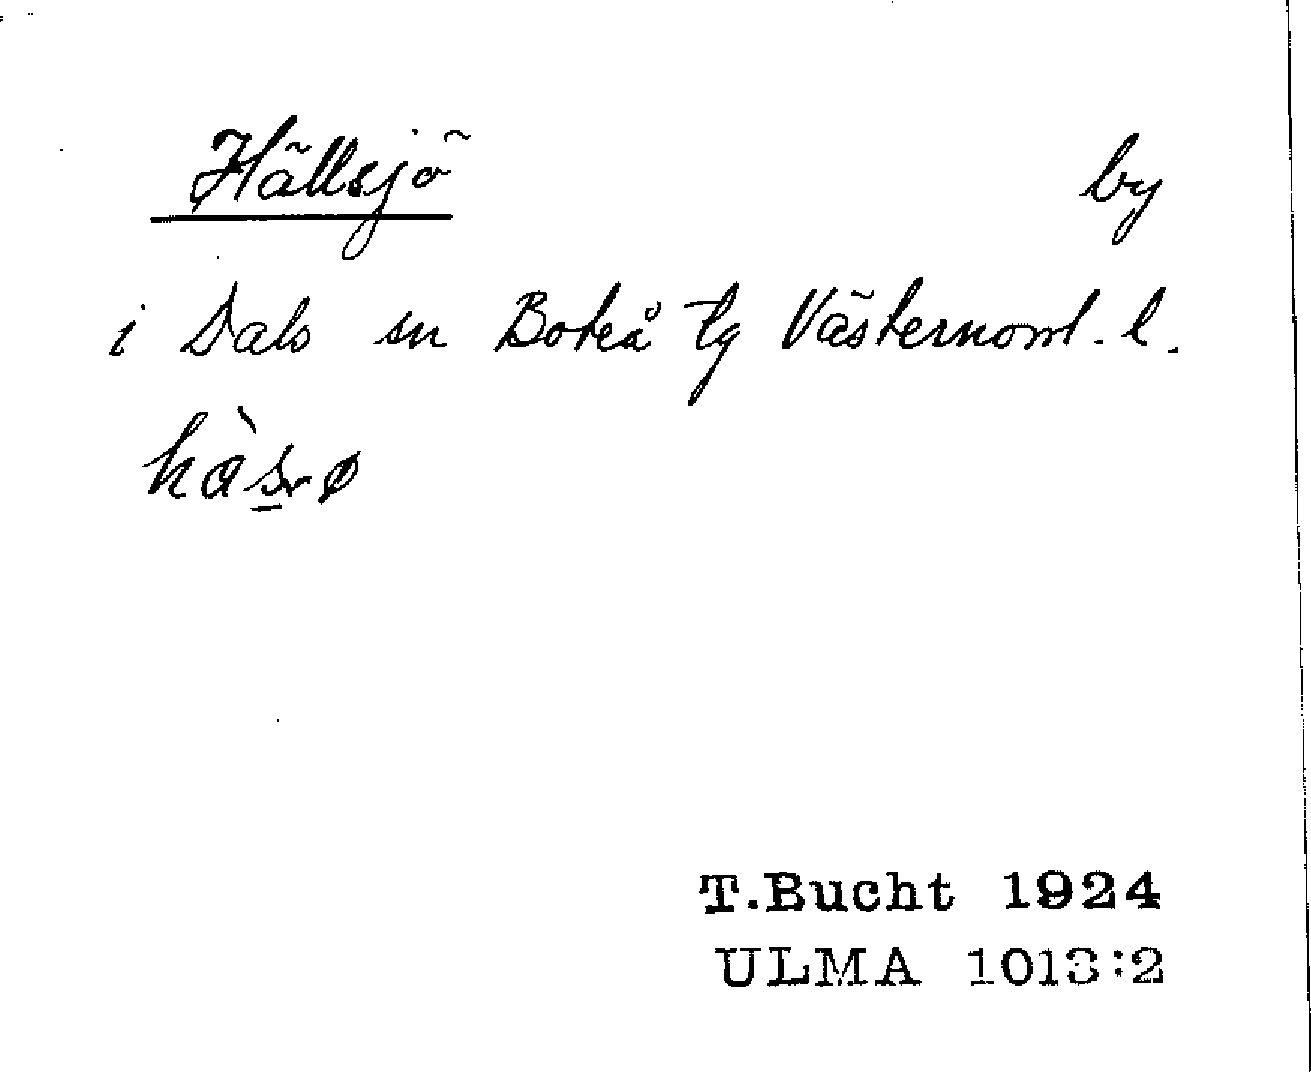 Hällsjö by
i Dals sn Boteå tg Västernorrl. l.
T.Bucht 1924
ULMA 1013:2